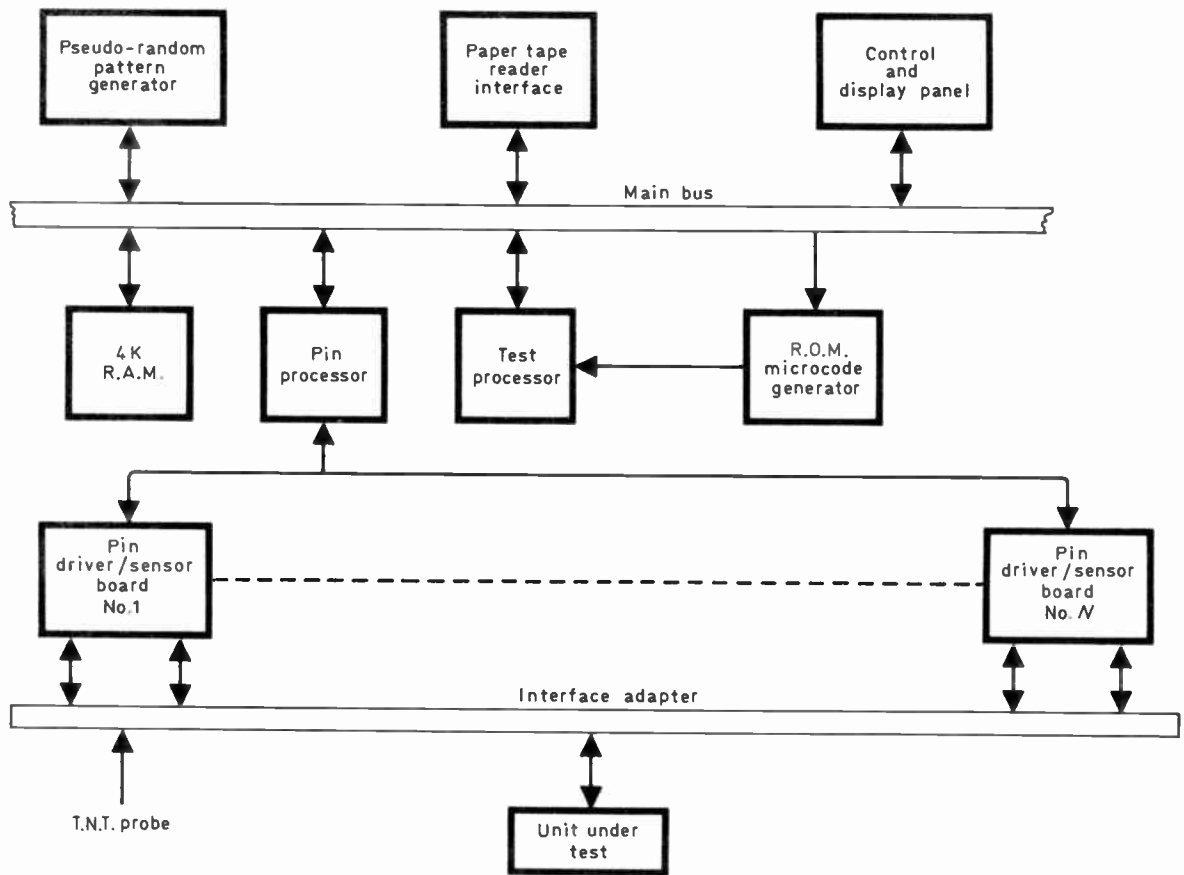 Pseudo-random
pattern
generator
Paper tape
reader
interface
Control
and
display panel
Main bus
4K
R.A.M.
Pin
processor
Test
processor
R.O.M.
microcode
generator
Pin
driver/sensor
board
No.1
Pin
driver/sensor
board
No. N
Interface adapter
T.N.T. probe
Unit under
test